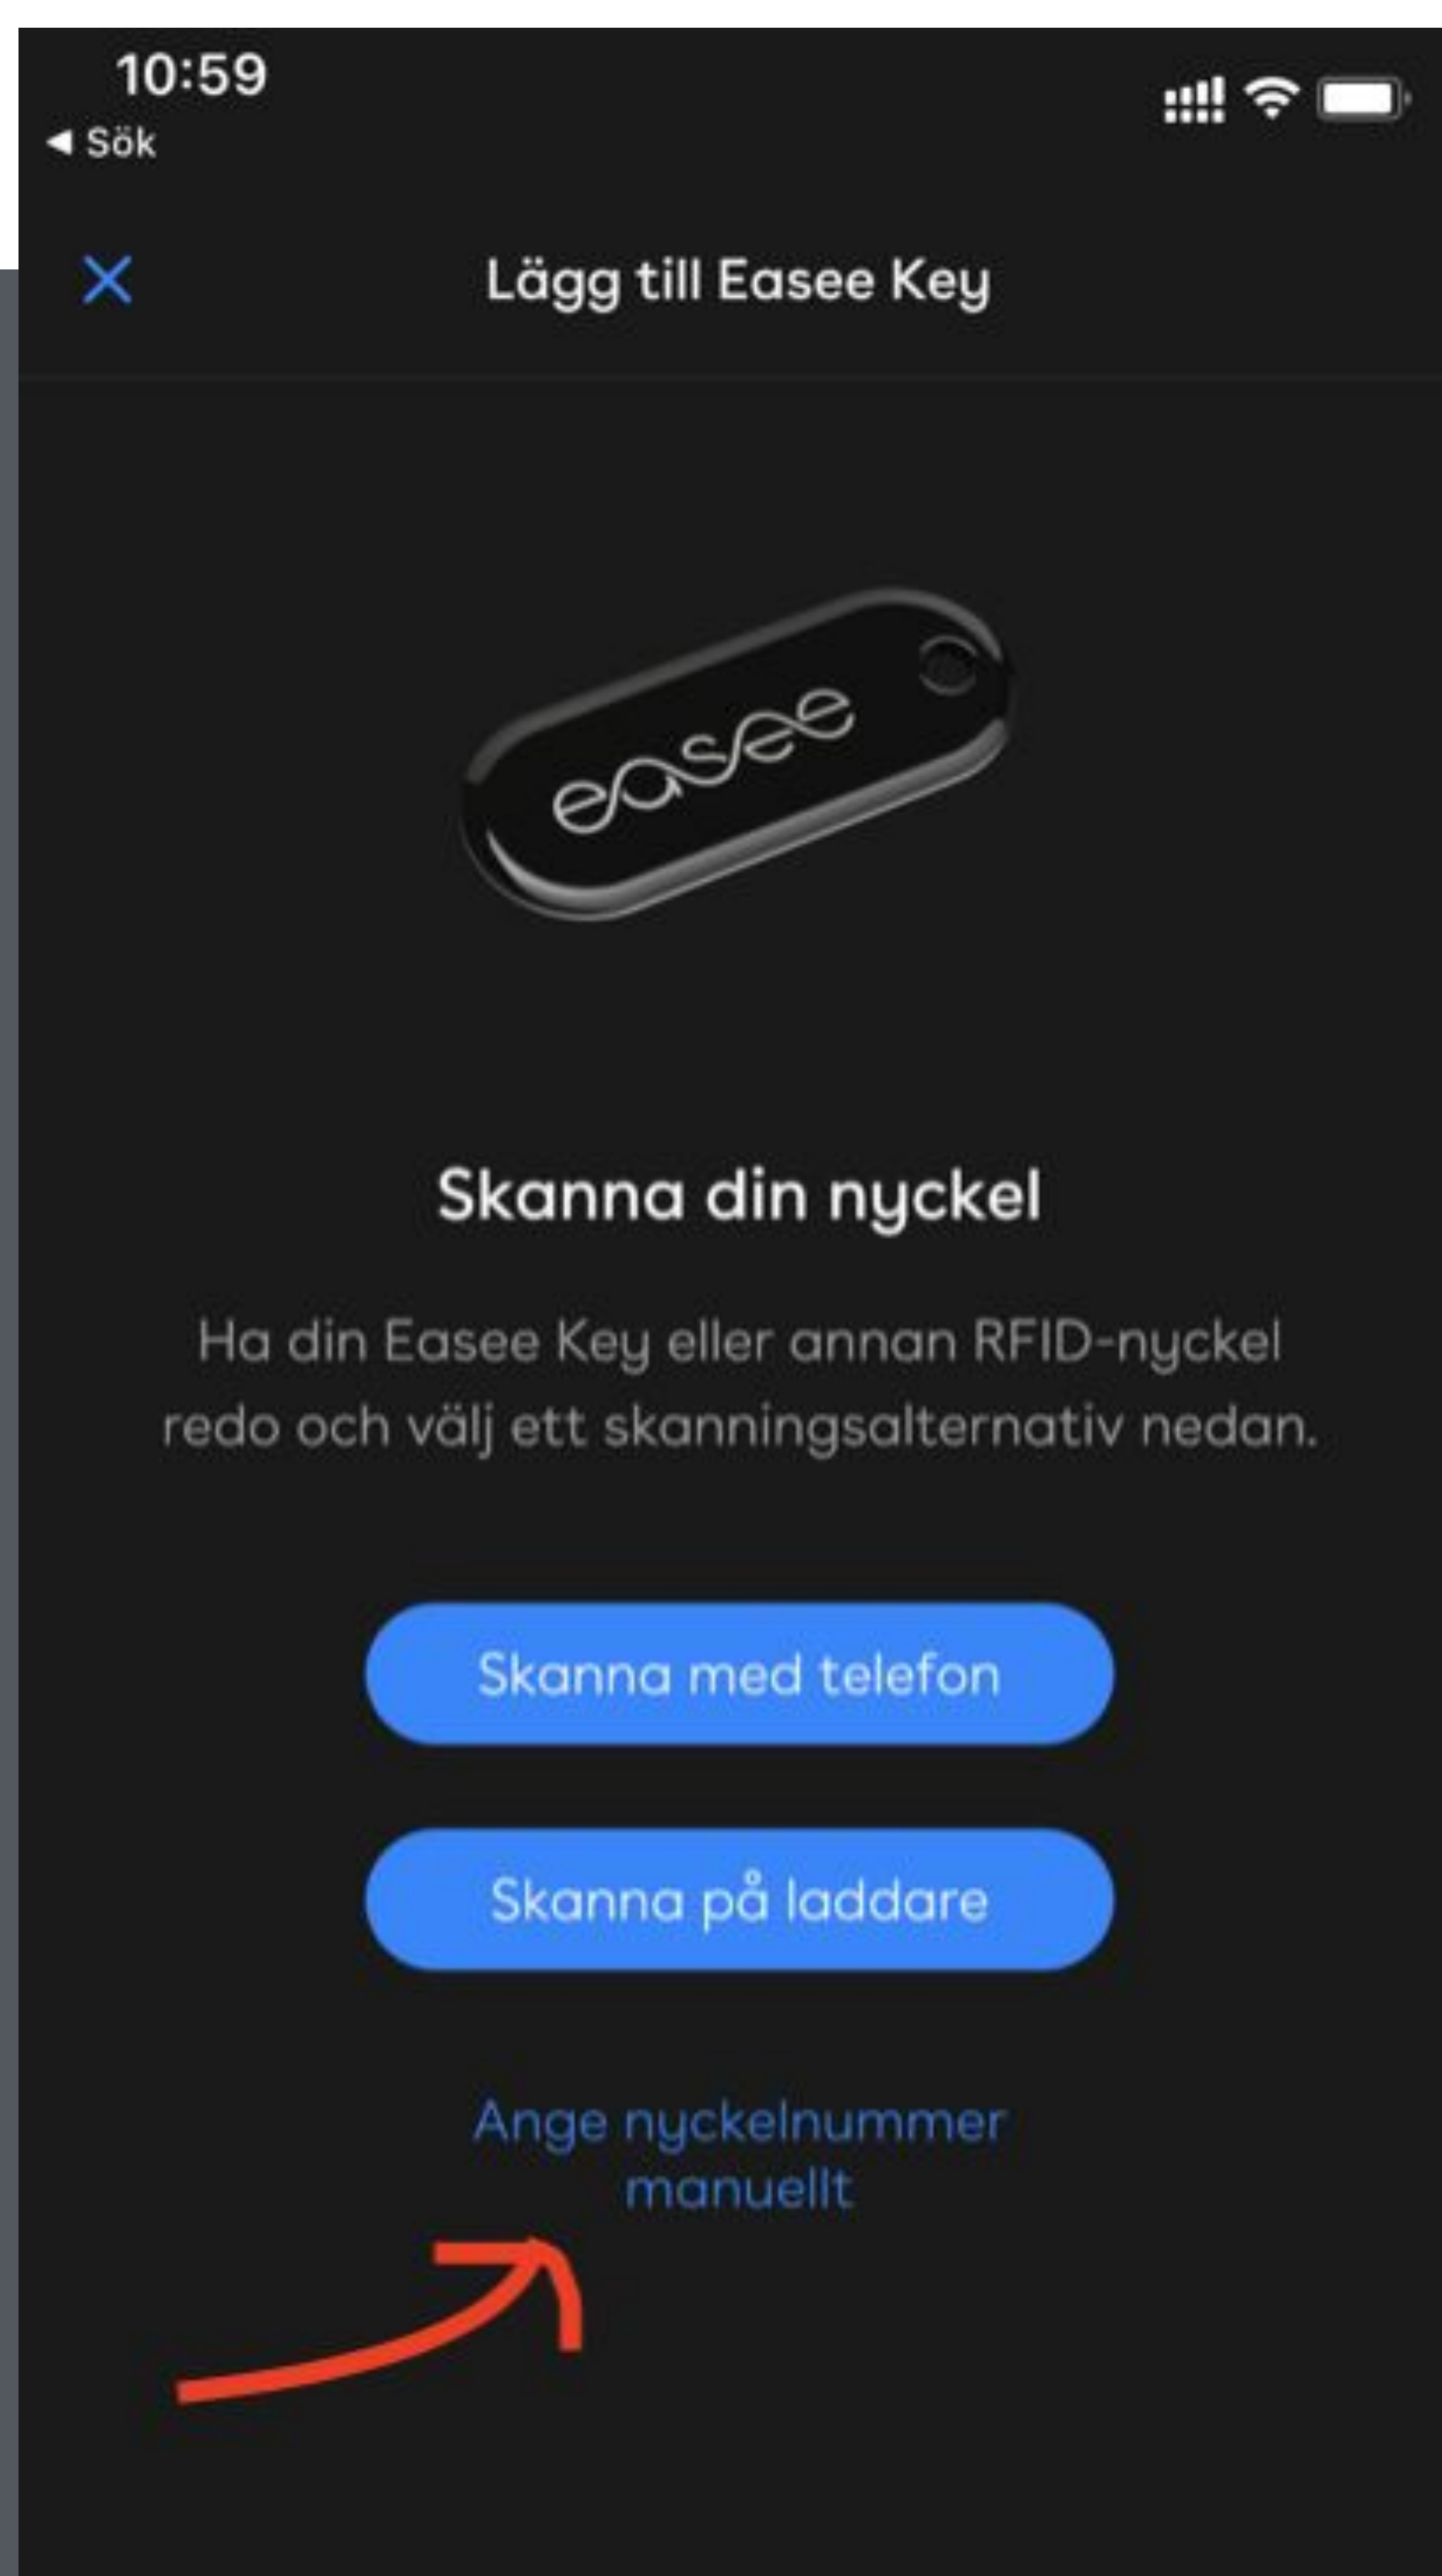 10:59
◀ Sök
Lägg till Easee Key
easee
Skanna din nyckel
Ha din Easee Key eller annan RFID-nyckel
redo och välj ett skanningsalternativ nedan.
Skanna med telefon
Skanna på laddare
Ange nyckelnummer
manuellt